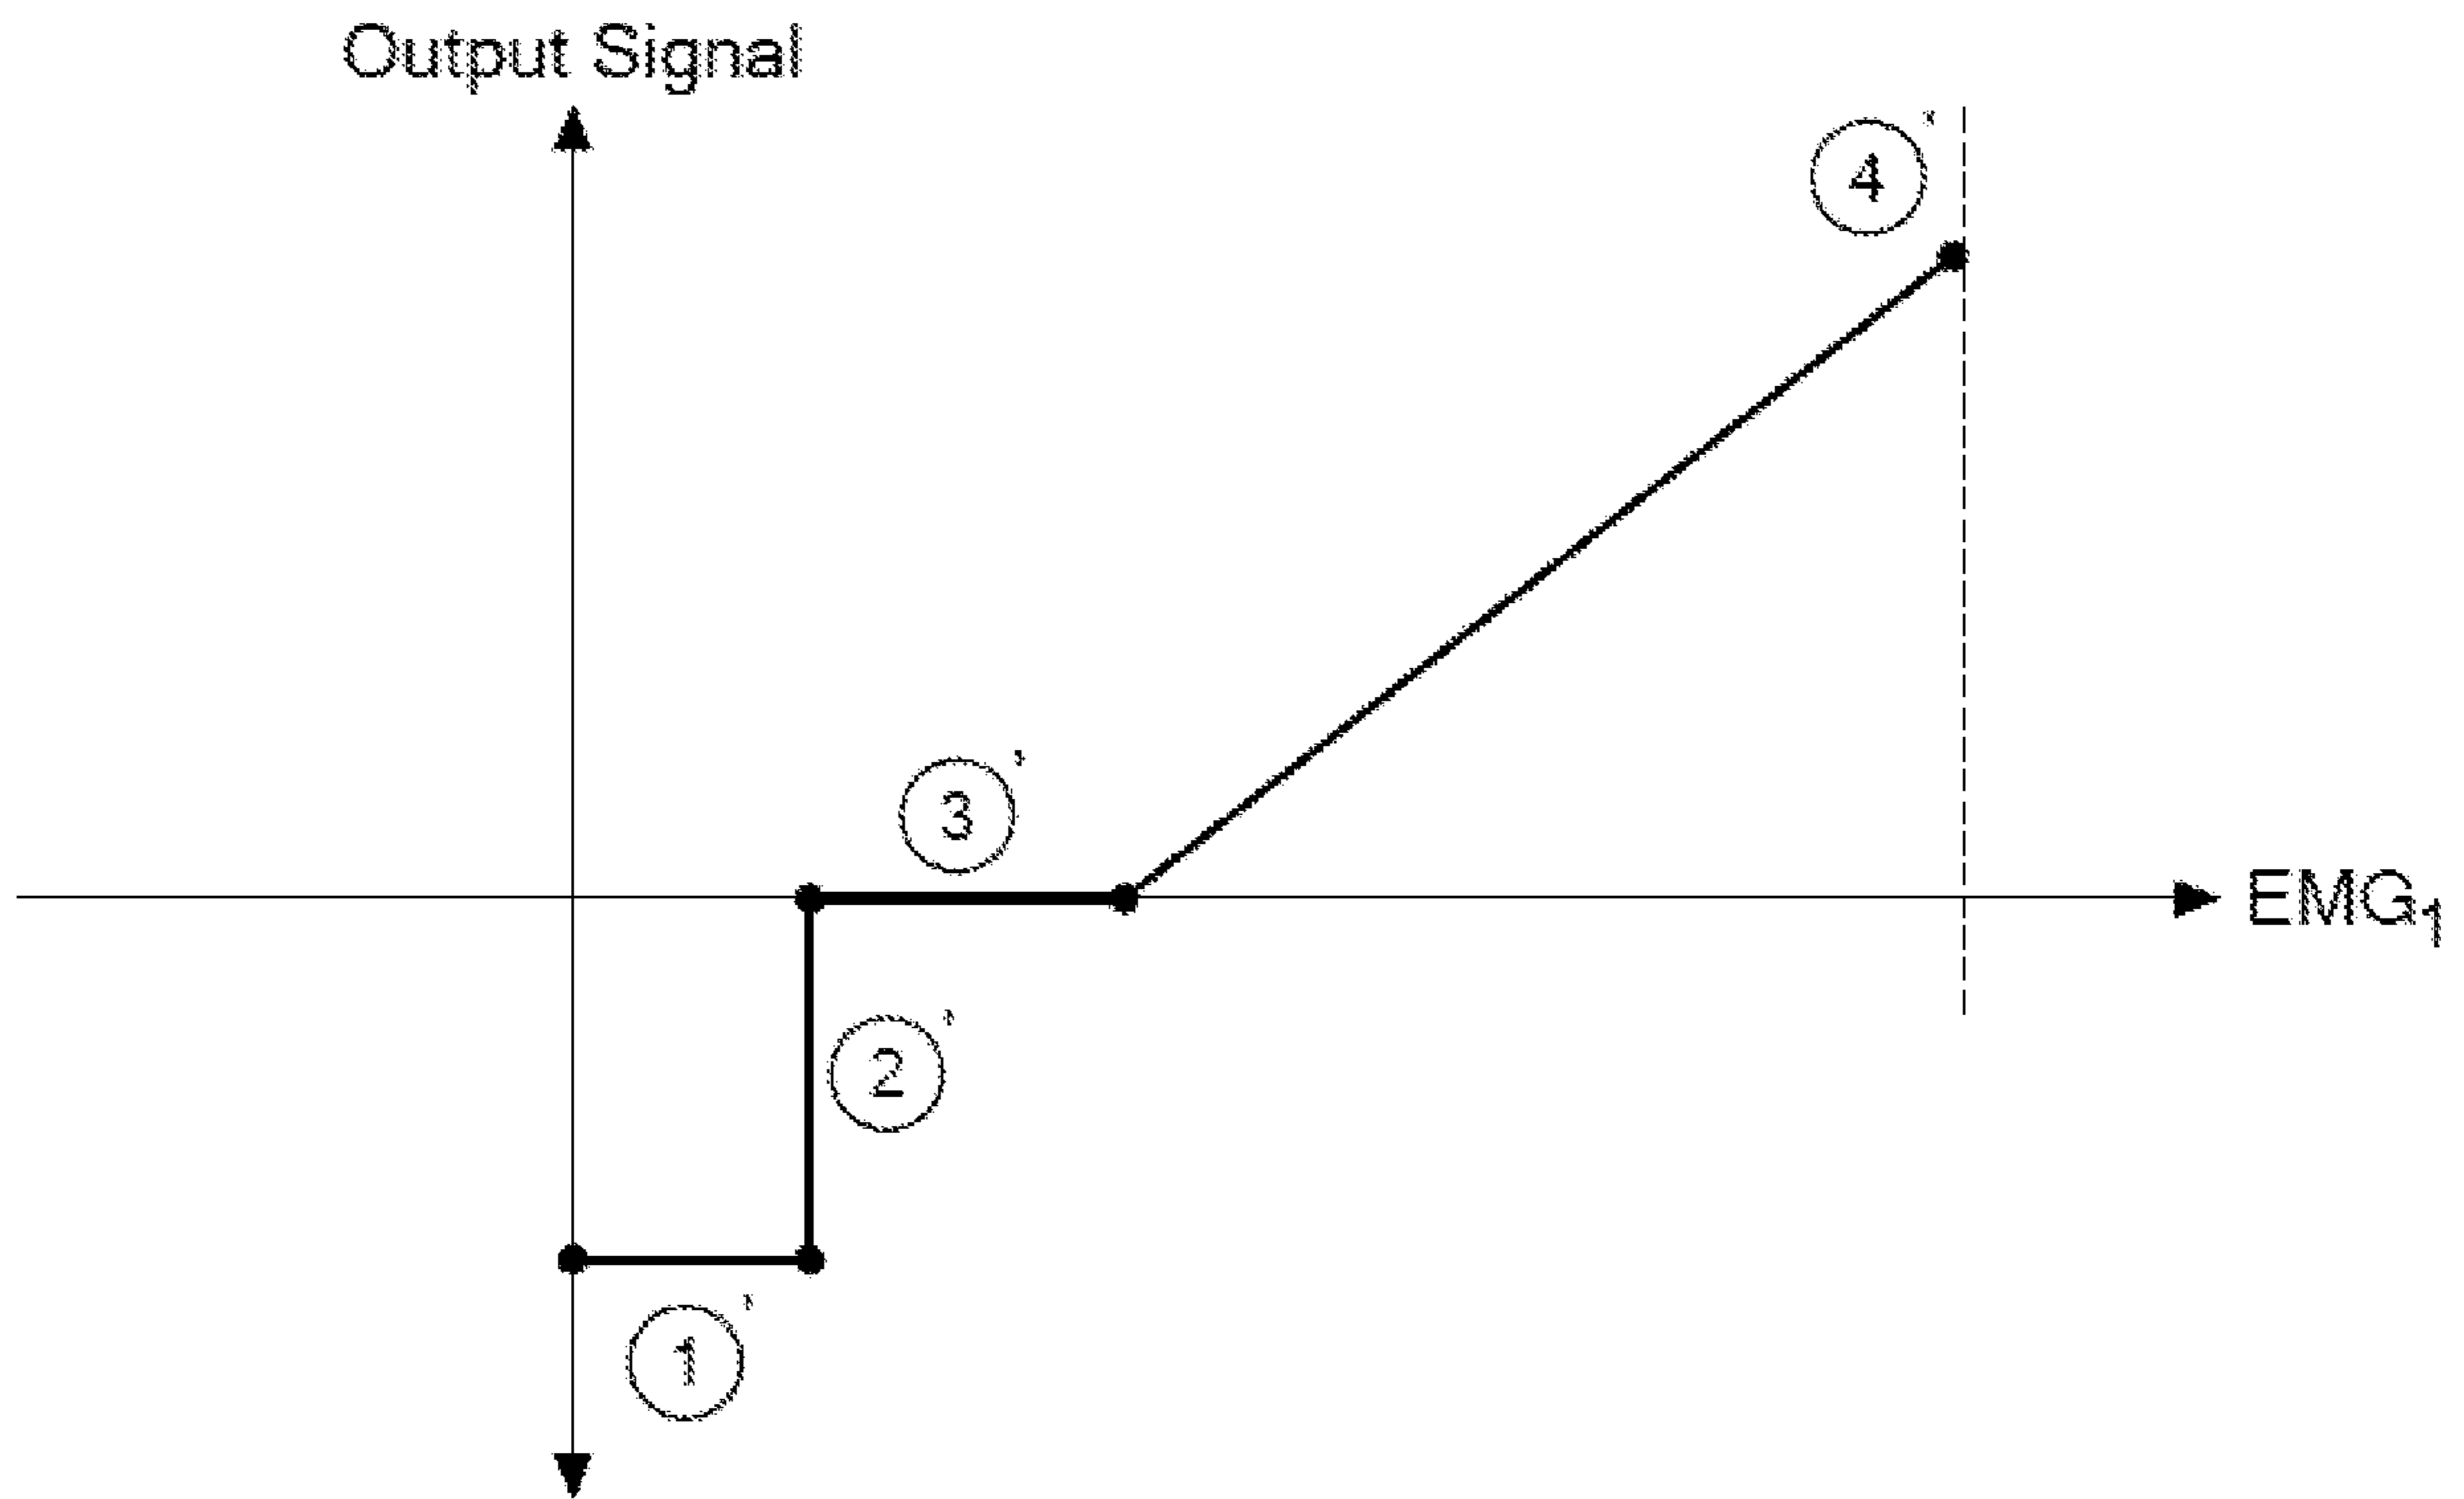 Output Signal
4'
3'
EMG₁
2'
1'